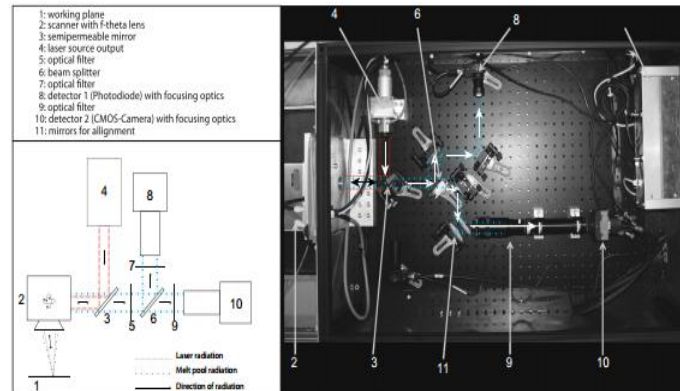 1: working plane
2: scanner with f-theta lens
3: semipermeable mirror
4: laser source output
5: optical filter
6: beam splitter
7: optical filter
8: detector 1 (Photodiode) with focusing optics
9: optical filter
10: detector 2 (CMOS-Camera) with focusing optics
11: mirrors for allignment
4
8
7
2
3
5
6
9
10
1
Laser radiation
Melt pool radiation
Direction of radiation
4
6
8
2
3
11
9
10